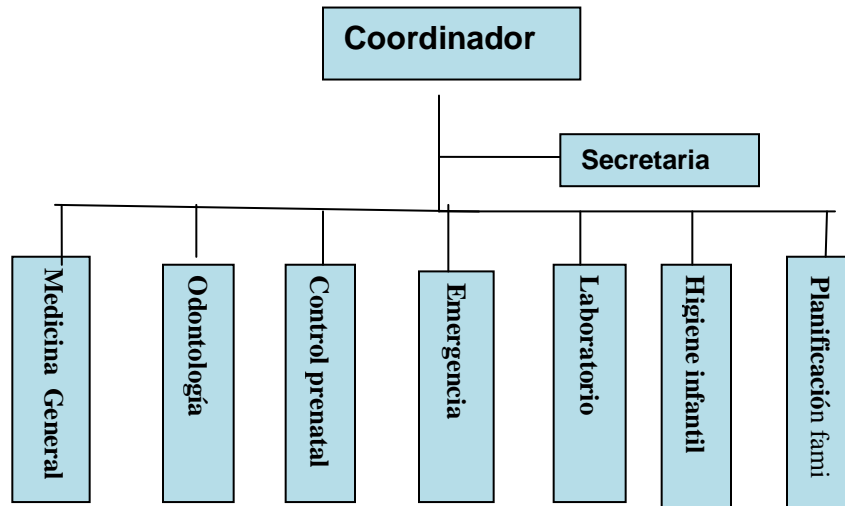 Coordinador
Secretaria
Medicina General
Odontología
Control prenatal
Emergencia
Laboratorio
Higiene infantil
Planificación fami